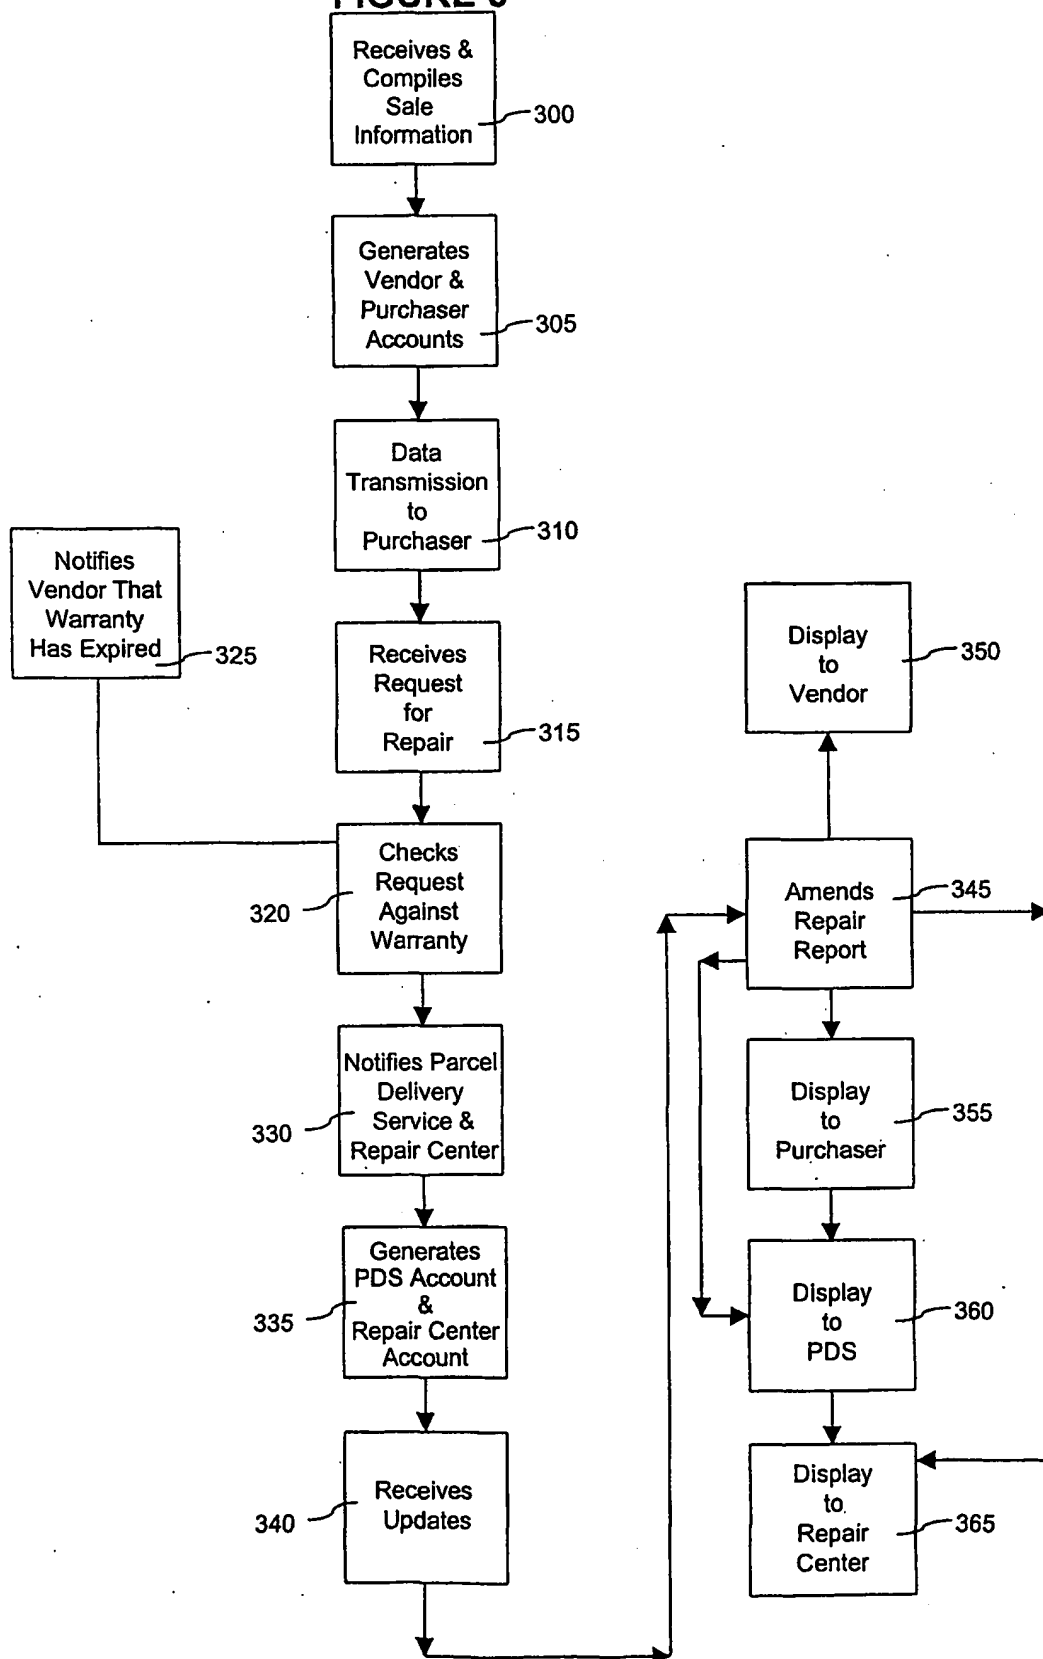 Receives &
Compiles
Sale
Information
300
Generates
Vendor &
Purchaser
Accounts
305
Data
Transmission
to
Purchaser
310
Notifies
Vendor That
Warranty
Has Expired
325
Receives
Request
for
Repair
315
Checks
Request
Against
Warranty
320
Notifies Parcel
Delivery
Service &
Repair Center
330
Generates
PDS Account
&
Repair Center
Account
335
Receives
Updates
340
Display
to
Vendor
350
Amends
Repair
Report
345
Display
to
Purchaser
355
Display
to
PDS
360
Display
to
Repair
Center
365